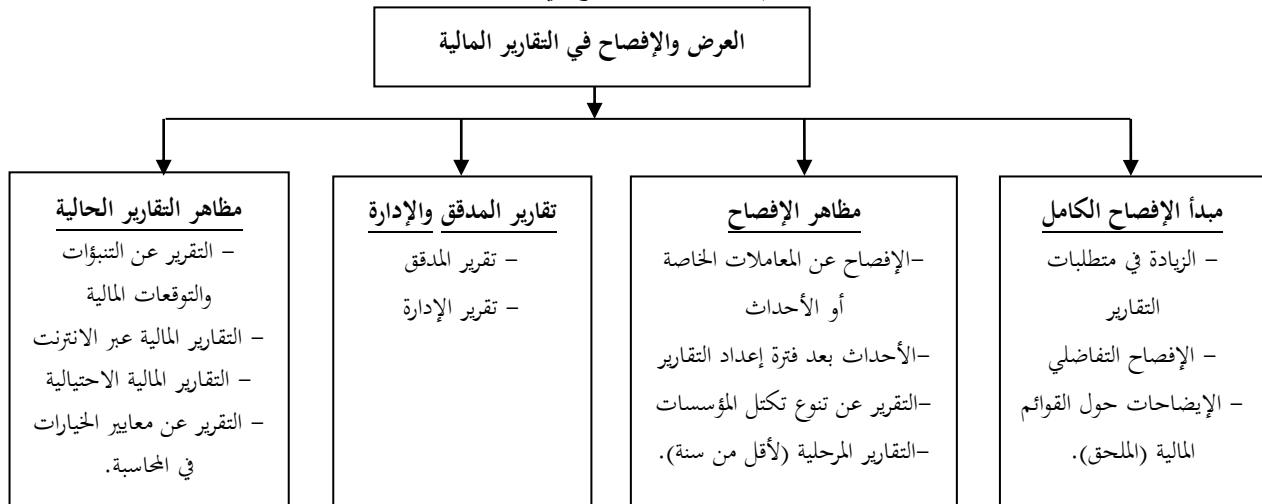 العرض والإفصاح في التقارير المالية
مبدأ الإفصاح الكامل
– الزيادة في متطلبات
التقارير
– الإفصاح التفاضلي
– الإيضاحات حول القوائم
المالية (الملحق).
مظاهر الإفصاح
–الإفصاح عن المعاملات الخاصة
أو الأحداث
–الأحداث بعد فترة إعداد التقارير
–التقرير عن تنوع تكتل المؤسسات
–التقارير المرحلية (لأقل من سنة).
تقارير المدقق والإدارة
– تقرير المدقق
– تقرير الإدارة
مظاهر التقارير الحالية
– التقرير عن التنبؤات
والتوقعات المالية
– التقارير المالية عبر الانترنت
– التقارير المالية الاحتيالية
– التقرير عن معايير الخيارات
في المحاسبة.